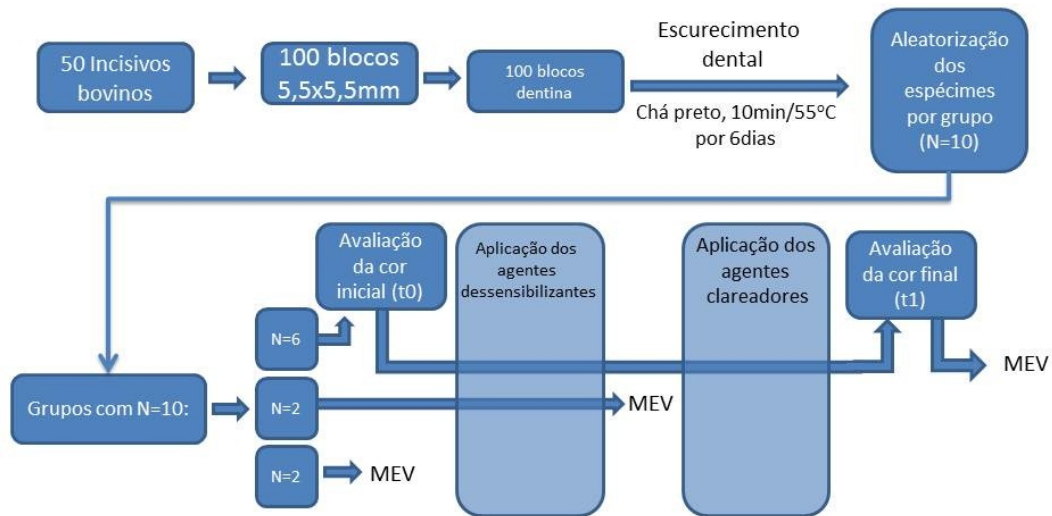 50 Incisivos
bovinos
100 blocos
5,5x5,5mm
100 blocos
dentina
Escurecimento
dental
Chá preto, 10min/55°C
por 6dias
Aleatorização
dos
espécimes
por grupo
(N=10)
Avaliação
da cor
inicial (t0)
Aplicação dos
agentes
dessensibilizantes
Aplicação dos
agentes
clareadores
Avaliação
da cor final
(t1)
N=6
MEV
Grupos com N=10:
N=2
MEV
N=2
MEV